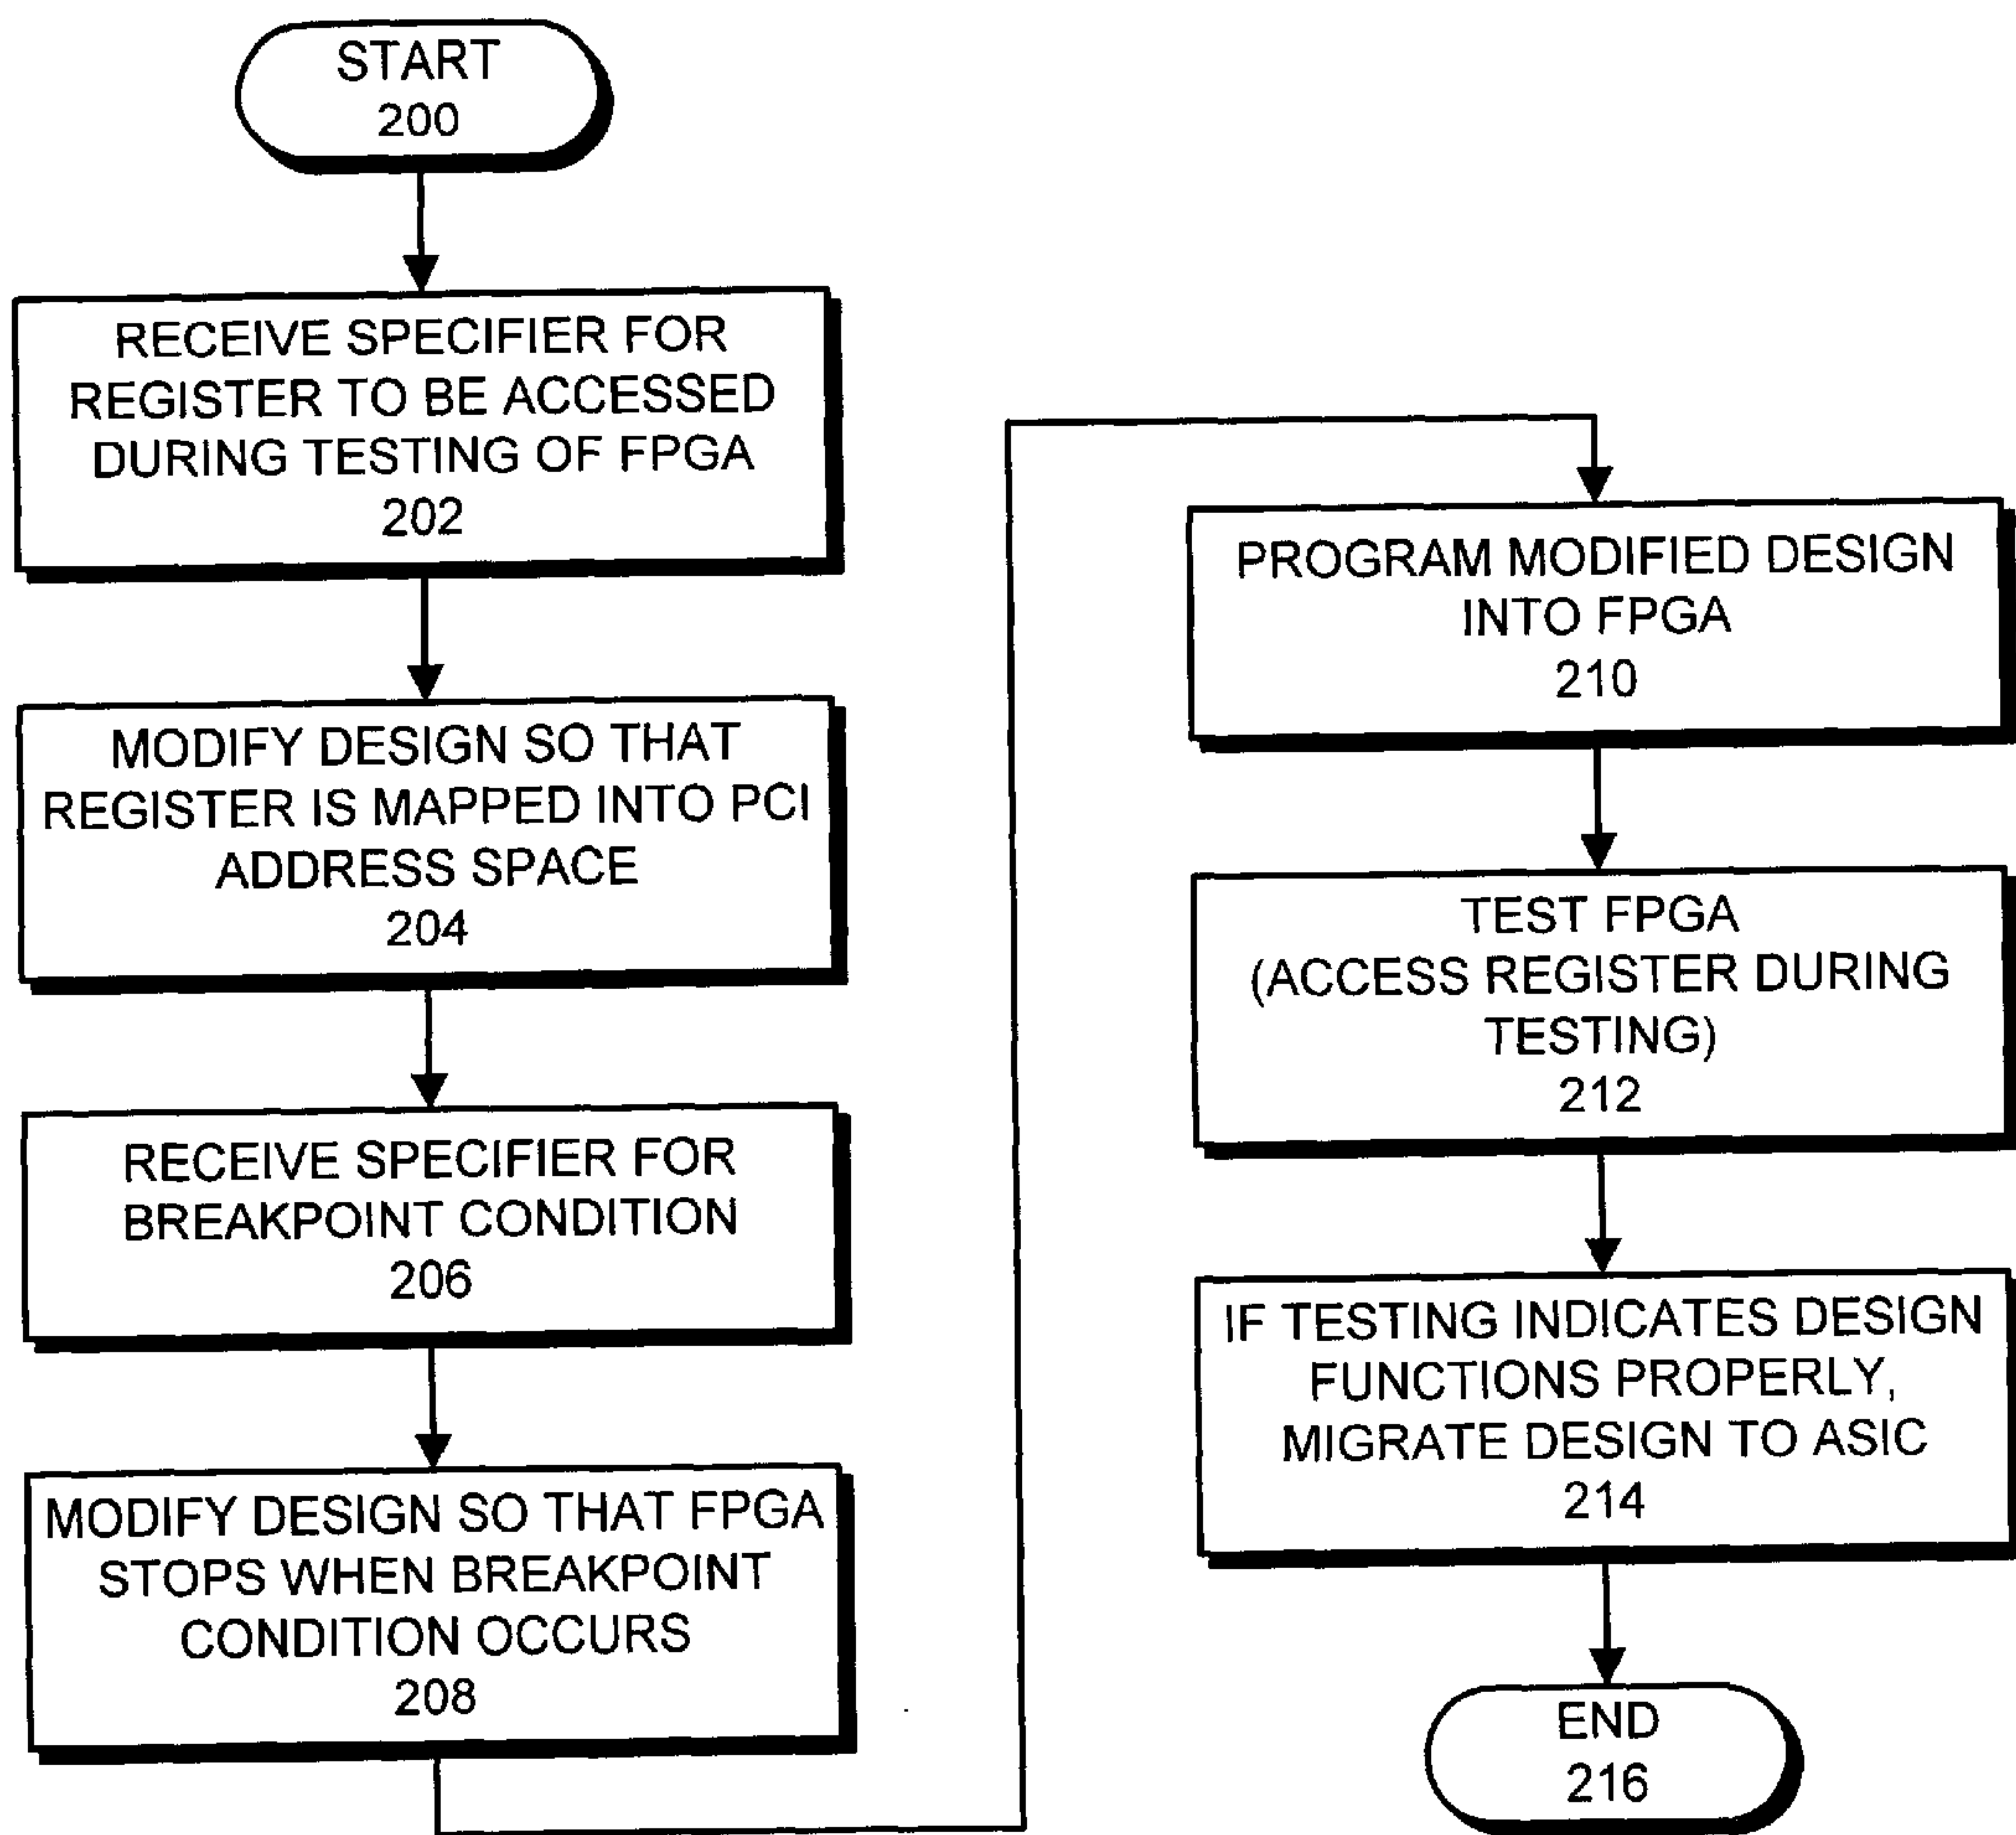 START
200
RECEIVE SPECIFIER FOR
REGISTER TO BE ACCESSED
DURING TESTING OF FPGA
202
MODIFY DESIGN SO THAT
REGISTER IS MAPPED INTO PCI
ADDRESS SPACE
204
RECEIVE SPECIFIER FOR
BREAKPOINT CONDITION
206
MODIFY DESIGN SO THAT FPGA
STOPS WHEN BREAKPOINT
CONDITION OCCURS
208
PROGRAM MODIFIED DESIGN
INTO FPGA
210
TEST FPGA
(ACCESS REGISTER DURING
TESTING)
212
IF TESTING INDICATES DESIGN
FUNCTIONS PROPERLY,
MIGRATE DESIGN TO ASIC
214
END
216